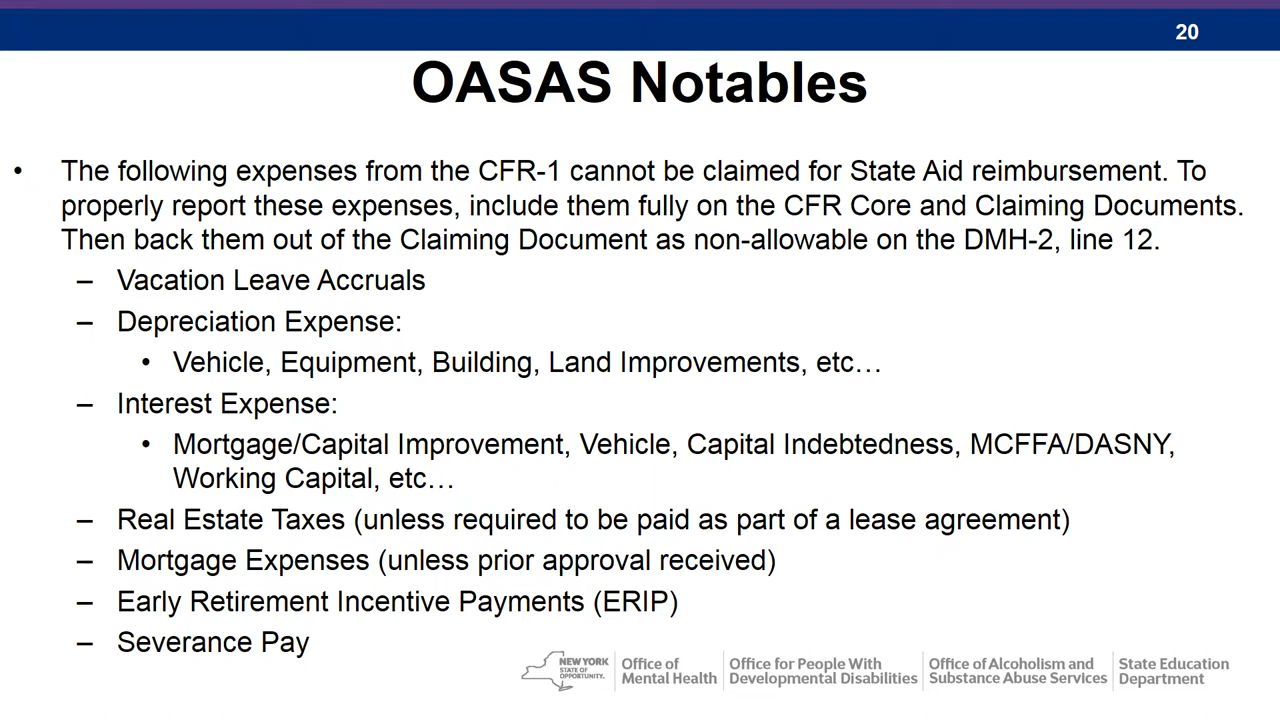 20
OASAS Notables
• The following expenses from the CFR-1 cannot be claimed for State Aid reimbursement. To
properly report these expenses, include them fully on the CFR Core and Claiming Documents.
Then back them out of the Claiming Document as non-allowable on the DMH-2, line 12.
– Vacation Leave Accruals
– Depreciation Expense:
• Vehicle, Equipment, Building, Land Improvements, etc…
– Interest Expense:
• Mortgage/Capital Improvement, Vehicle, Capital Indebtedness, MCFFA/DASNY,
Working Capital, etc…
– Real Estate Taxes (unless required to be paid as part of a lease agreement)
– Mortgage Expenses (unless prior approval received)
– Early Retirement Incentive Payments (ERIP)
– Severance Pay
NEW YORK
STATE OF
OPPORTUNITY.
Office of
Mental Health
Office for People With
Developmental Disabilities
Office of Alcoholism and
Substance Abuse Services
State Education
Department